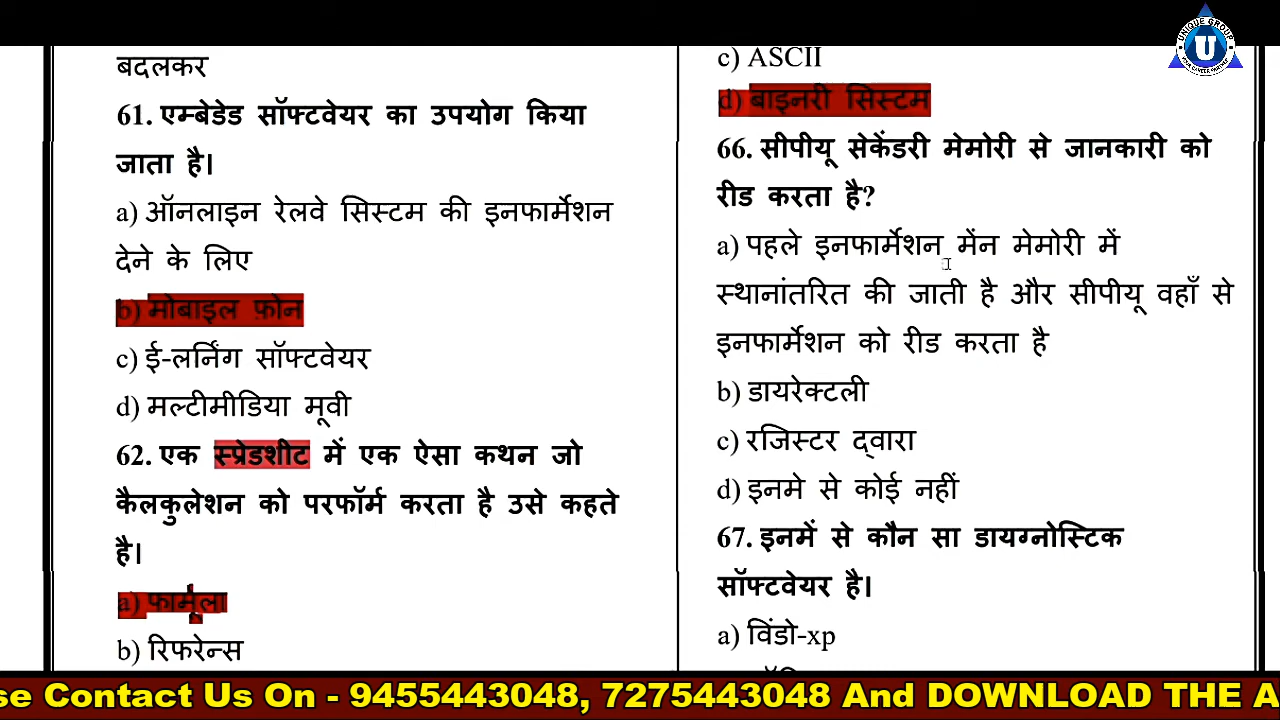 बदलकर
61. एम्बेडेड सॉफ्टवेयर का उपयोग किया
जाता है।
a) ऑनलाइन रेलवे सिस्टम की इनफार्मेशन
देने के लिए
b) मोबाइल फ़ोन
c) ई-लर्निंग सॉफ्टवेयर
d) मल्टीमीडिया मूवी
62. एक स्प्रेडशीट में एक ऐसा कथन जो
कैलकुलेशन को परफॉर्म करता है उसे कहते
है।
a) फार्मूला
b) रिफरेन्स
c) ASCII
d) बाइनरी सिस्टम
66. सीपीयू सेकेंडरी मेमोरी से जानकारी को
रीड करता है?
a) पहले इनफार्मेशन मेंन मेमोरी में
स्थानांतरित की जाती है और सीपीयू वहाँ से
इनफार्मेशन को रीड करता है
b) डायरेक्टली
c) रजिस्टर द्वारा
d) इनमे से कोई नहीं
67. इनमें से कौन सा डायग्नोस्टिक
सॉफ्टवेयर है।
a) विंडो-xp
UNIQUE GROUP
U
se Contact Us On - 9455443048, 7275443048 And DOWNLOAD THE A